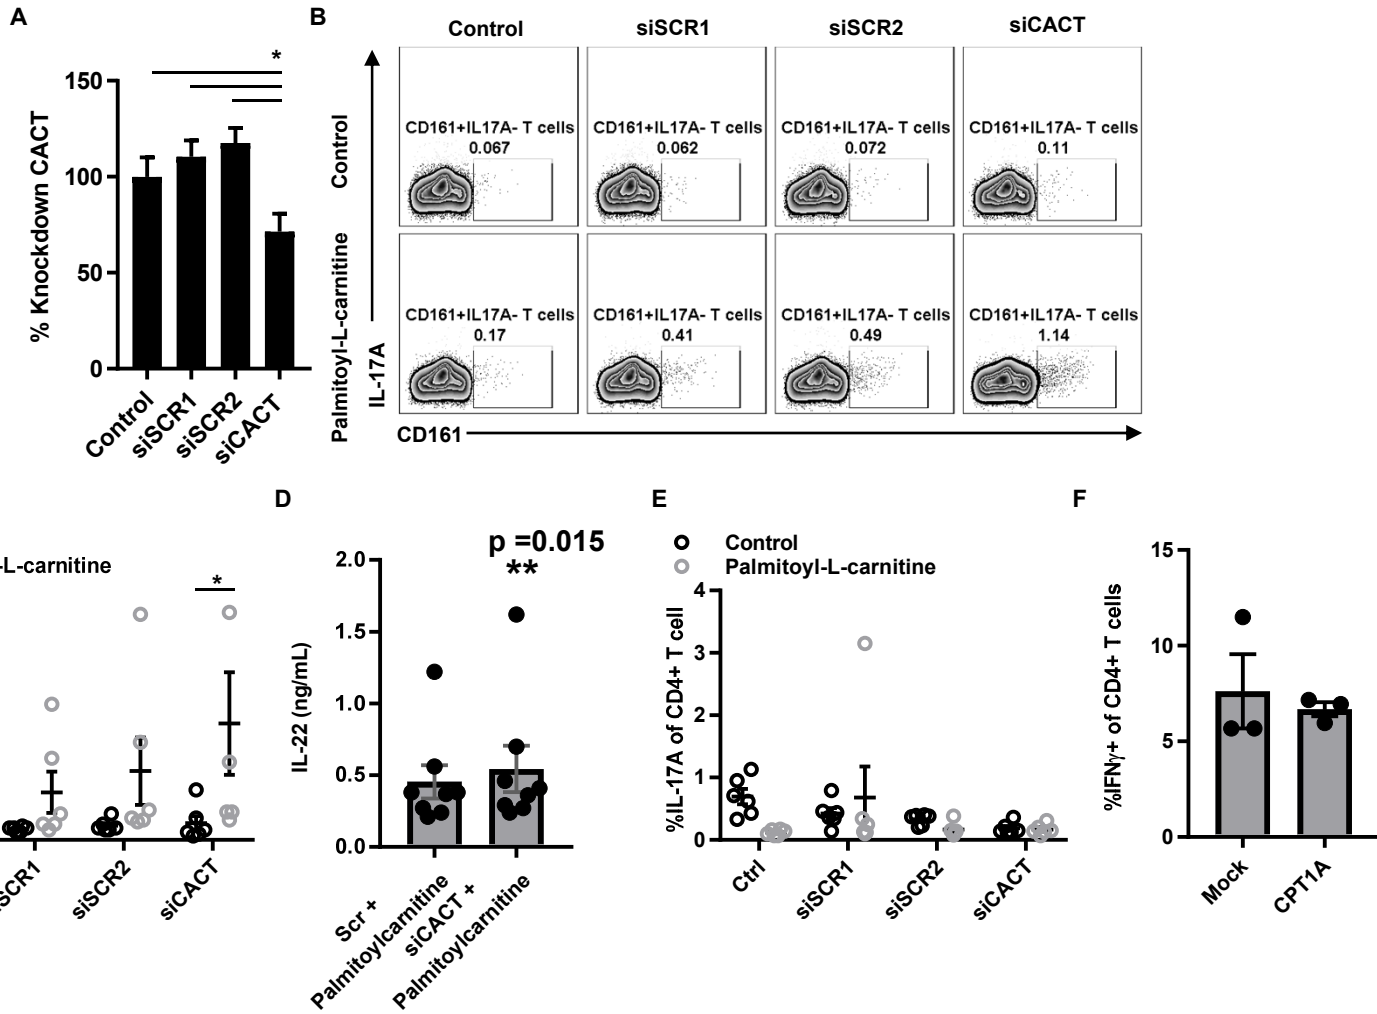 A
*
150
100
50
0
% Knockdown CACT
Control
siSCR1
siSCR2
siCACT
B
Control
siSCR1
siSCR2
siCACT
Control
CD161+IL17A- T cells
0.067
CD161+IL17A- T cells
0.062
CD161+IL17A- T cells
0.072
CD161+IL17A- T cells
0.11
Palmitoyl-L-carnitine
IL-17A
CD161+IL17A- T cells
0.17
CD161+IL17A- T cells
0.41
CD161+IL17A- T cells
0.49
CD161+IL17A- T cells
1.14
CD161
-L-carnitine
*
SCR1
siSCR2
siCACT
D
p =0.015
**
2.0
1.5
1.0
0.5
0.0
IL-22 (ng/mL)
Scr +
Palmitoylcarnitine
siCACT +
Palmitoylcarnitine
E
Control
Palmitoyl-L-carnitine
4
3
2
1
0
%IL-17A of CD4+ T cell
Ctrl
siSCR1
siSCR2
siCACT
F
15
10
5
0
%IFNγ+ of CD4+ T cells
Mock
CPT1A